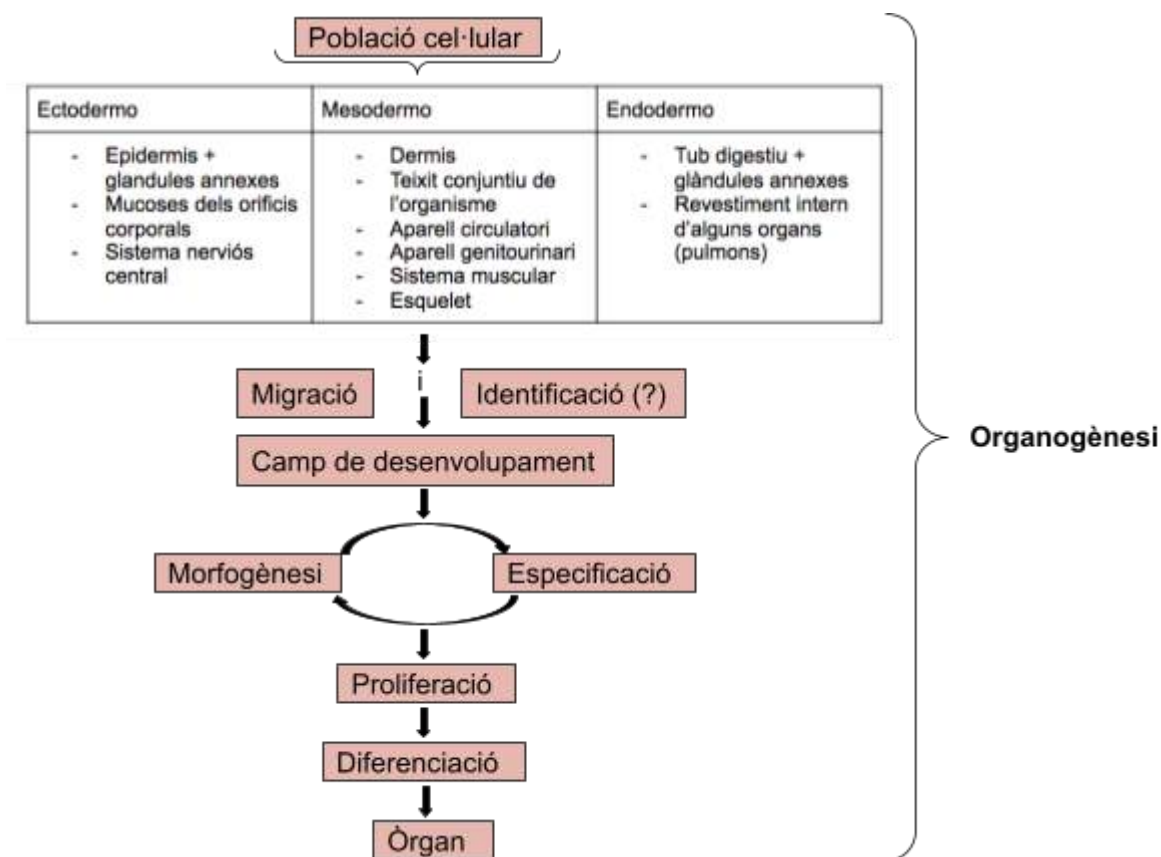 Població cel·lular
Ectodermo
- Epidermis +
glandules annexes
- Mucoses dels orificis
corporals
- Sistema nerviós
central
Mesodermo
- Dermis
- Teixit conjuntiu de
l'organisme
- Aparell circulatori
- Aparell genitourinari
- Sistema muscular
- Esquelet
Endodermo
- Tub digestiu +
glàndules annexes
- Revestiment intern
d'alguns organs
(pulmons)
Migració
i
Identificació (?)
Camp de desenvolupament
Morfogènesi
Especificació
Proliferació
Diferenciació
Òrgan
Organogènesi